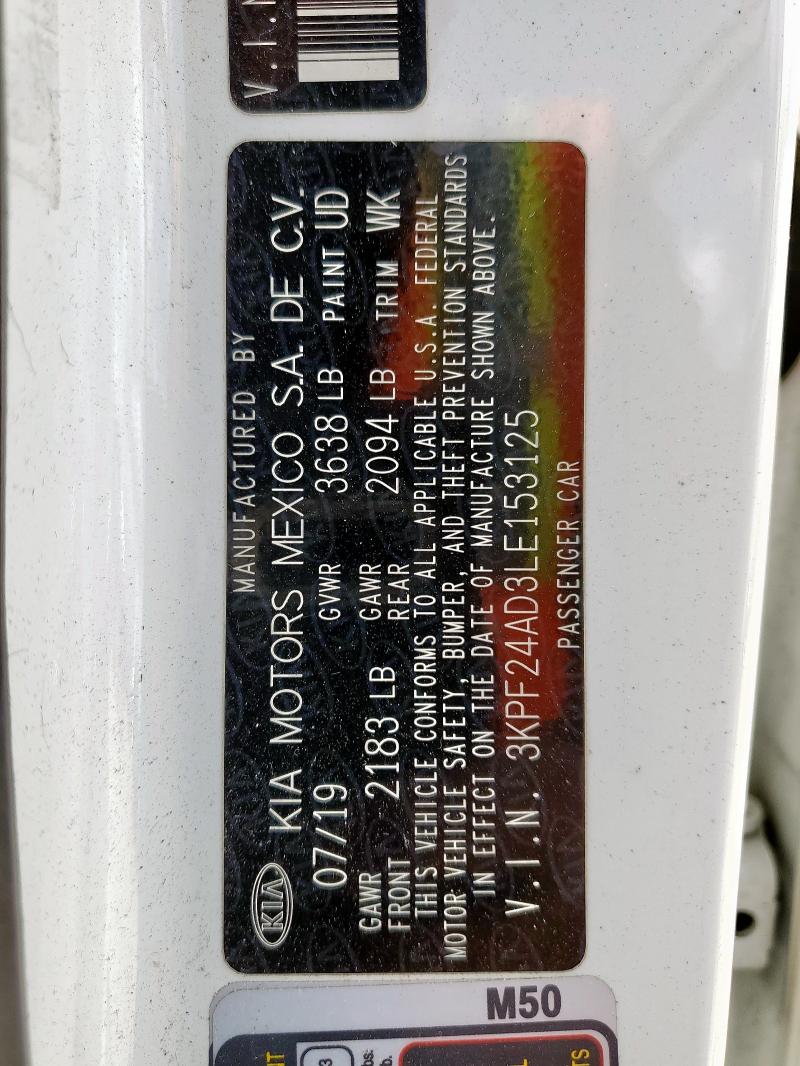 V.I.N
KIA
MANUFACTURED BY
KIA MOTORS MEXICO S.A. DE C.V.
07/19 GVWR 3638 LB PAINT UD
GAWR FRONT 2183 LB GAWR REAR 2094 LB TRIM WK
THIS VEHICLE CONFORMS TO ALL APPLICABLE U.S.A. FEDERAL
MOTOR VEHICLE SAFETY, BUMPER, AND THEFT PREVENTION STANDARDS
IN EFFECT ON THE DATE OF MANUFACTURE SHOWN ABOVE.
V.I.N. 3KPF24AD3LE153125
PASSENGER CAR
M50